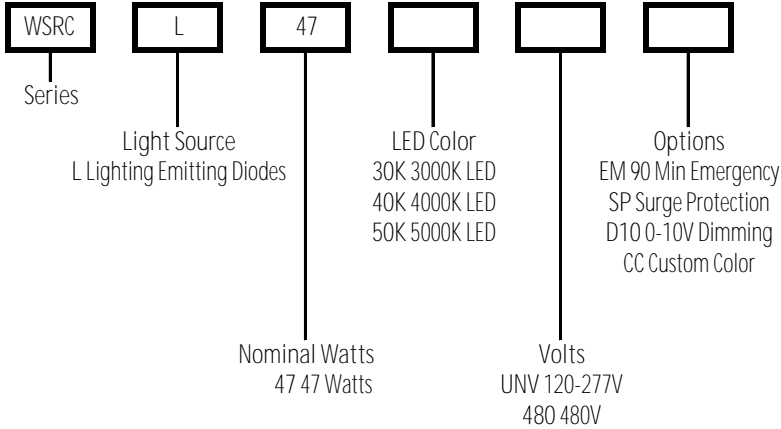 WSRC
L
47
Series
Light Source
L Lighting Emitting Diodes
LED Color
30K 3000K LED
40K 4000K LED
50K 5000K LED
Options
EM 90 Min Emergency
SP Surge Protection
D10 0-10V Dimming
CC Custom Color
Nominal Watts
47 47 Watts
Volts
UNV 120-277V
480 480V